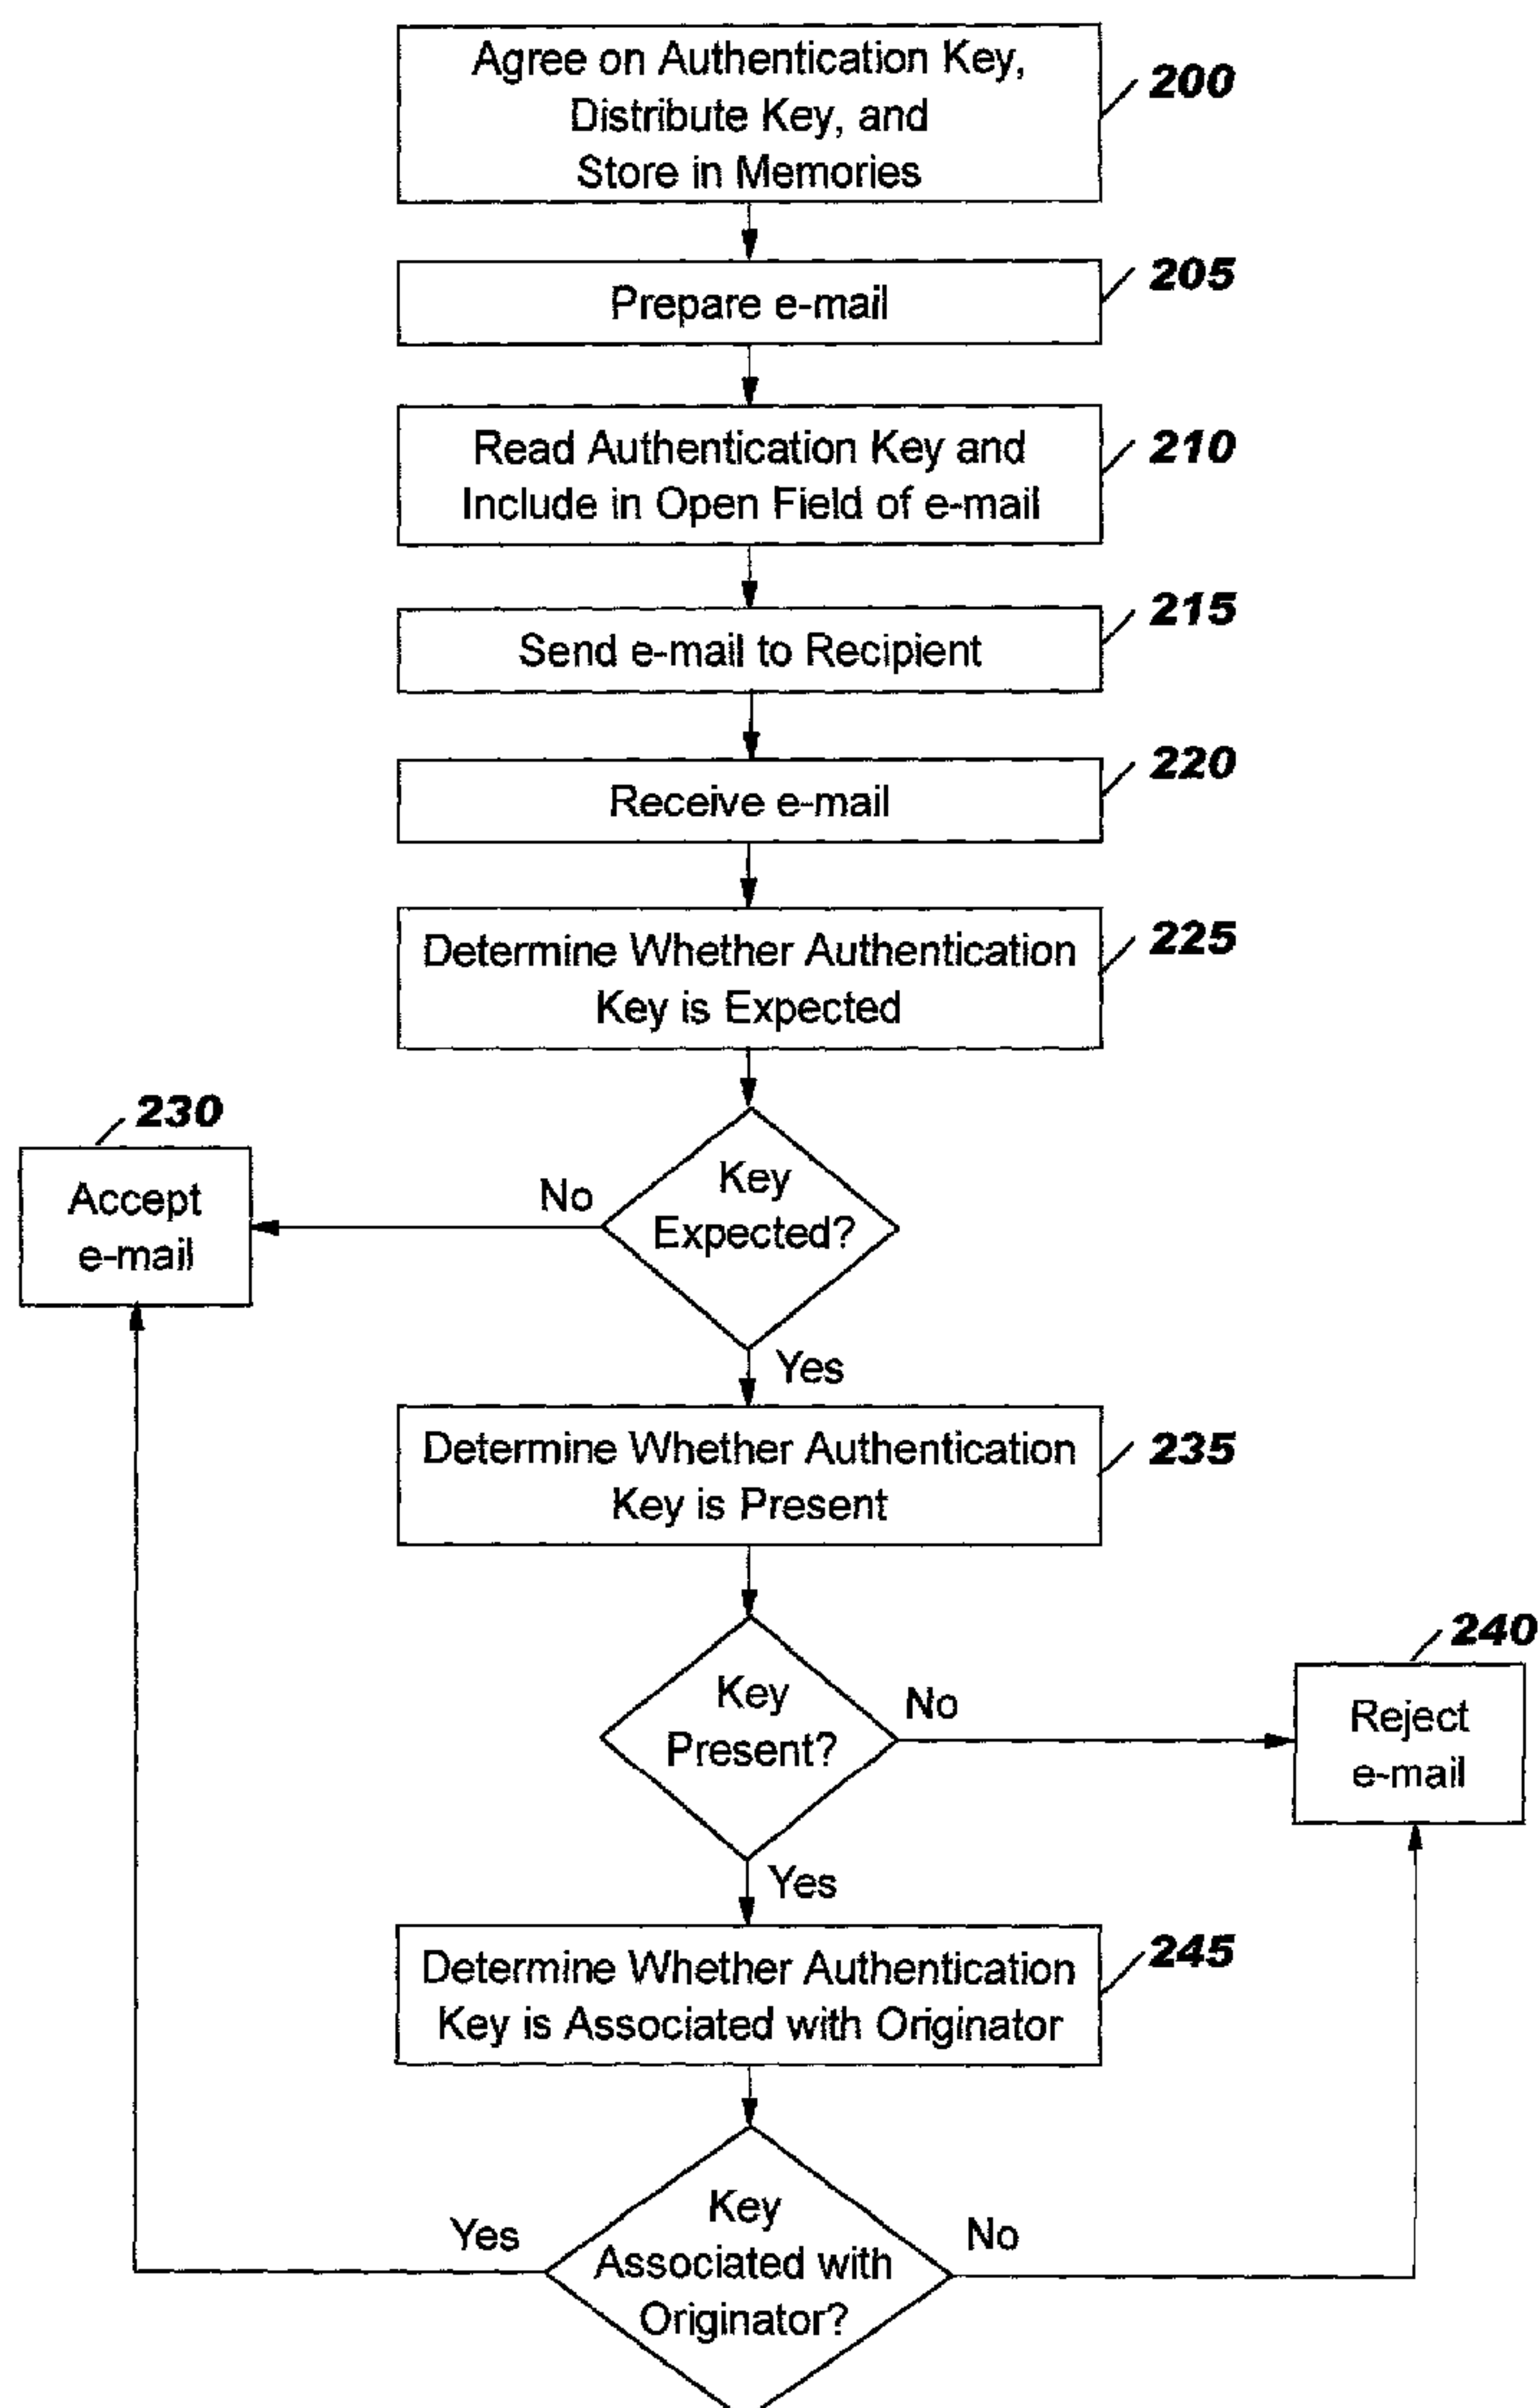 Agree on Authentication Key,
Distribute Key, and
Store in Memories
200
Prepare e-mail
205
Read Authentication Key and
Include in Open Field of e-mail
210
Send e-mail to Recipient
215
Receive e-mail
220
Determine Whether Authentication
Key is Expected
225
230
Accept
e-mail
No
Key
Expected?
Yes
Determine Whether Authentication
Key is Present
235
Key
Present?
No
240
Reject
e-mail
Yes
Determine Whether Authentication
Key is Associated with Originator
245
Yes
Key
Associated with
Originator?
No